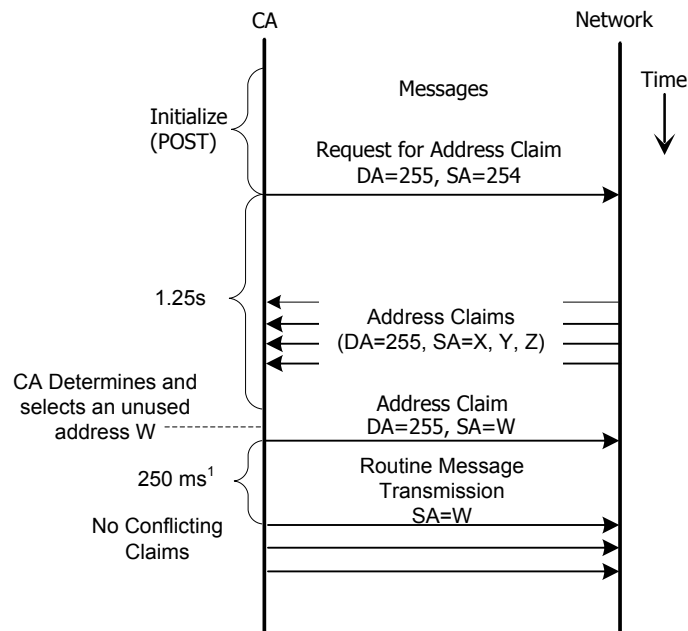 CA
Network
Time
Messages
Initialize
(POST)
Request for Address Claim
DA=255, SA=254
1.25s
Address Claims
(DA=255, SA=X, Y, Z)
CA Determines and
selects an unused
address W
Address Claim
DA=255, SA=W
250 ms¹
Routine Message
Transmission
SA=W
No Conflicting
Claims